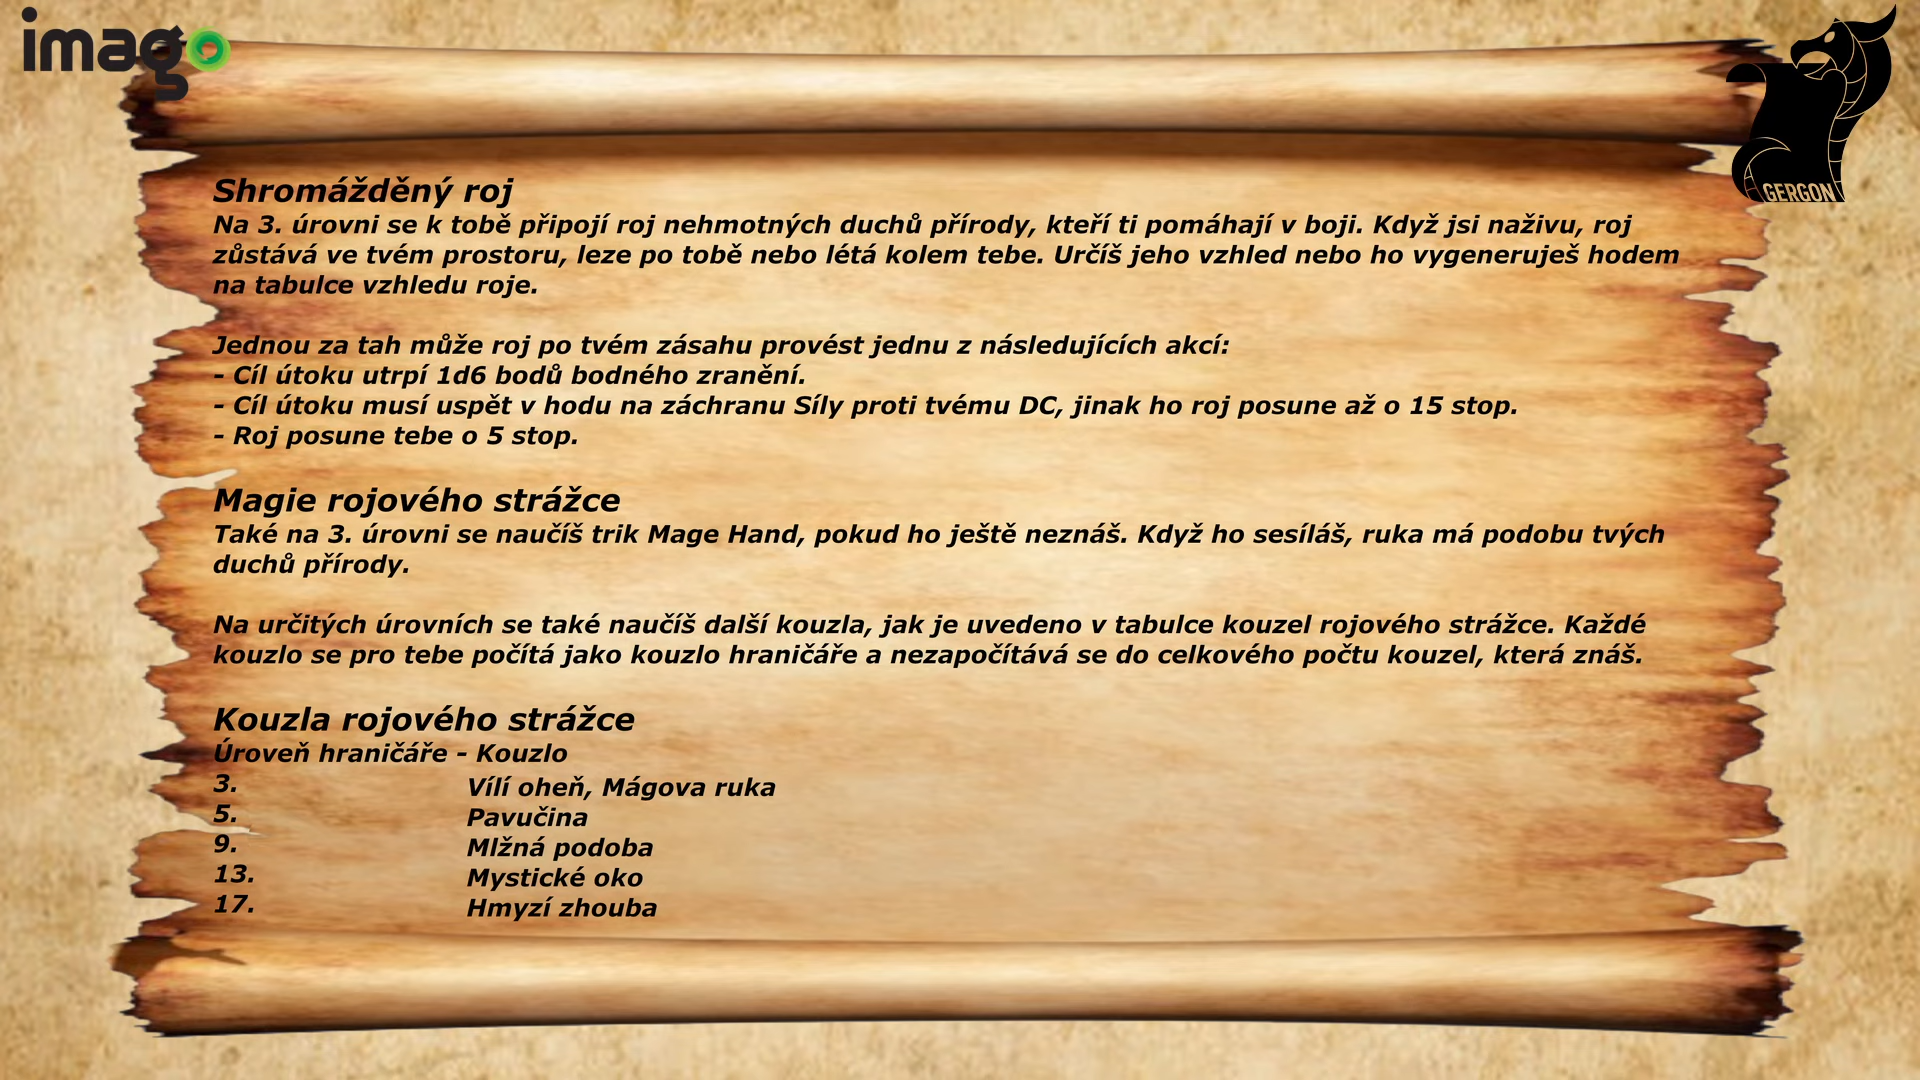 imago
GERGON
Shromážděný roj
Na 3. úrovni se k tobě připojí roj nehmotných duchů přírody, kteří ti pomáhají v boji. Když jsi naživu, roj
zůstává ve tvém prostoru, leze po tobě nebo létá kolem tebe. Určíš jeho vzhled nebo ho vygeneruješ hodem
na tabulce vzhledu roje.
Jednou za tah může roj po tvém zásahu provést jednu z následujících akcí:
- Cíl útoku utrpí 1d6 bodů bodného zranění.
- Cíl útoku musí uspět v hodu na záchranu Síly proti tvému DC, jinak ho roj posune až o 15 stop.
- Roj posune tebe o 5 stop.
Magie rojového strážce
Také na 3. úrovni se naučíš trik Mage Hand, pokud ho ještě neznáš. Když ho sesíláš, ruka má podobu tvých
duchů přírody.
Na určitých úrovních se také naučíš další kouzla, jak je uvedeno v tabulce kouzel rojového strážce. Každé
kouzlo se pro tebe počítá jako kouzlo hraničáře a nezapočítává se do celkového počtu kouzel, která znáš.
Kouzla rojového strážce
Úroveň hraničáře - Kouzlo
3. Vílí oheň, Mágova ruka
5. Pavučina
9. Mlžná podoba
13. Mystické oko
17. Hmyzí zhouba